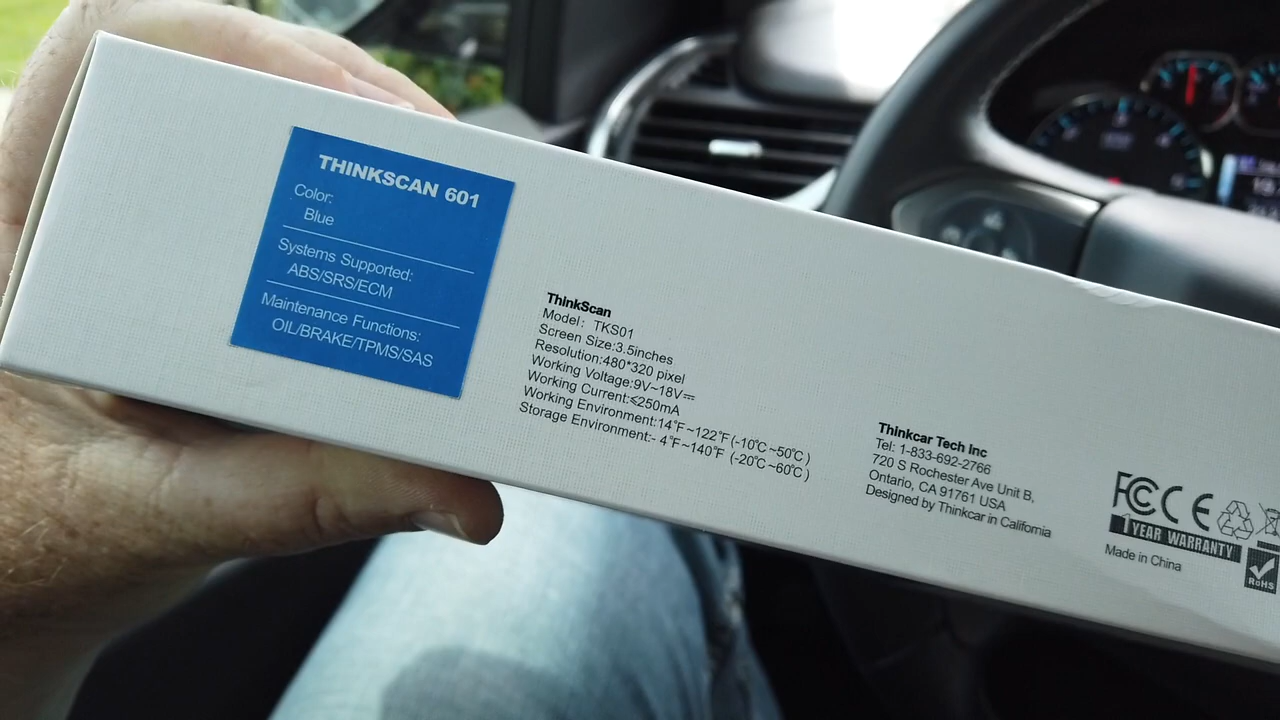 THINKSCAN 601
Color:
Blue
Systems Supported:
ABS/SRS/ECM
Maintenance Functions:
OIL/BRAKE/TPMS/SAS
ThinkScan
Model: TKS01
Screen Size:3.5inches
Resolution:480*320 pixel
Working Voltage:9V~18V⎓
Working Current:≤250mA
Working Environment:14°F~122°F(-10℃~50℃)
Storage Environment:- 4°F~140°F (-20℃~60℃)
Thinkcar Tech Inc
Tel: 1-833-692-2766
720 S Rochester Ave Unit B,
Ontario, CA 91761 USA
Designed by Thinkcar in California
FC CE
1 YEAR WARRANTY
Made in China
RoHS